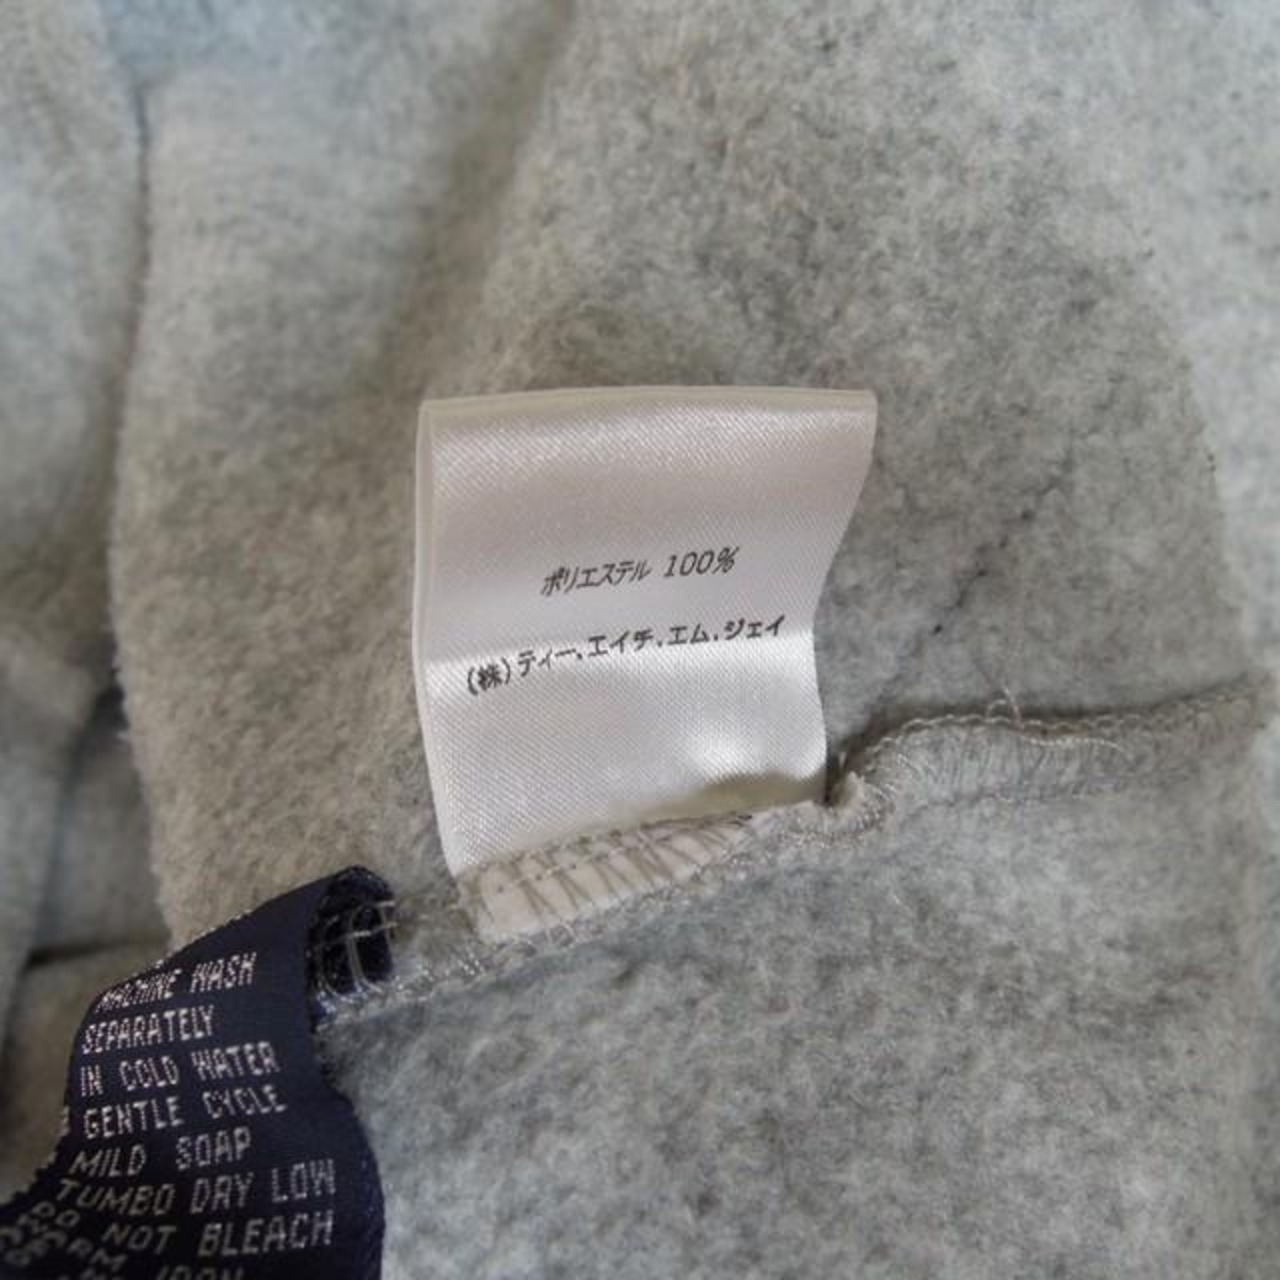 ポリエステル 100%
(株)ティー.エイチ.エム.ジェイ
MACHINE WASH
SEPARATELY
IN COLD WATER
GENTLE CYCLE
MILD SOAP
TUMBO DRY LOW
DO NOT BLEACH
IRON